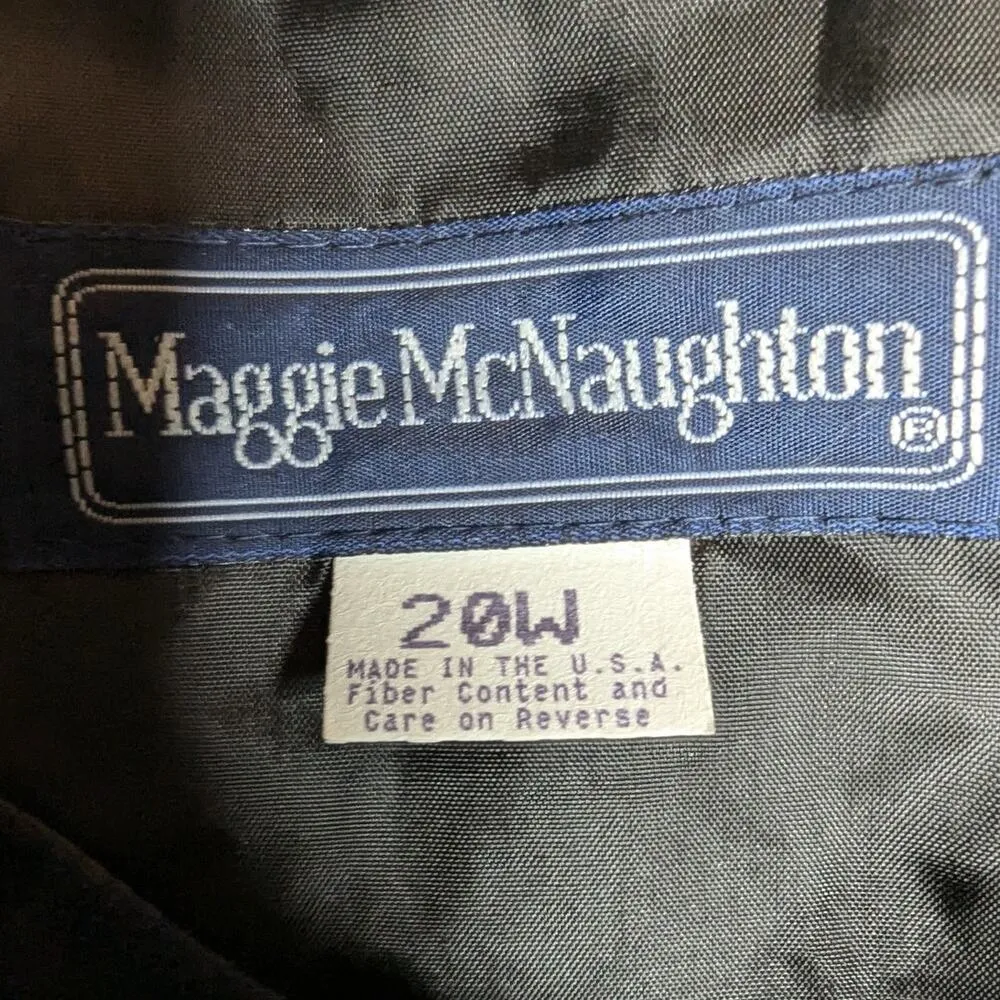 Maggie McNaughton ®
20W
MADE IN THE U.S.A.
Fiber Content and
Care on Reverse